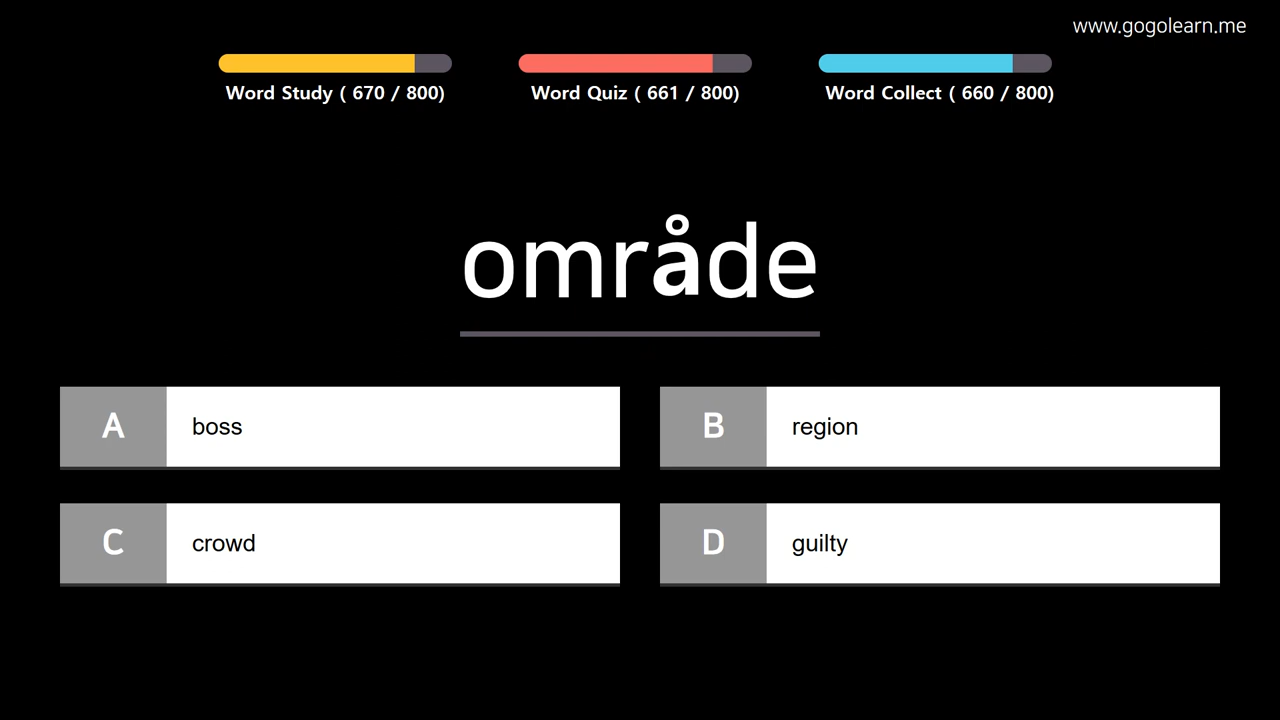 www.gogolearn.me
Word Study ( 670 / 800)
Word Quiz ( 661 / 800)
Word Collect ( 660 / 800)
område
A boss
B region
C crowd
D guilty